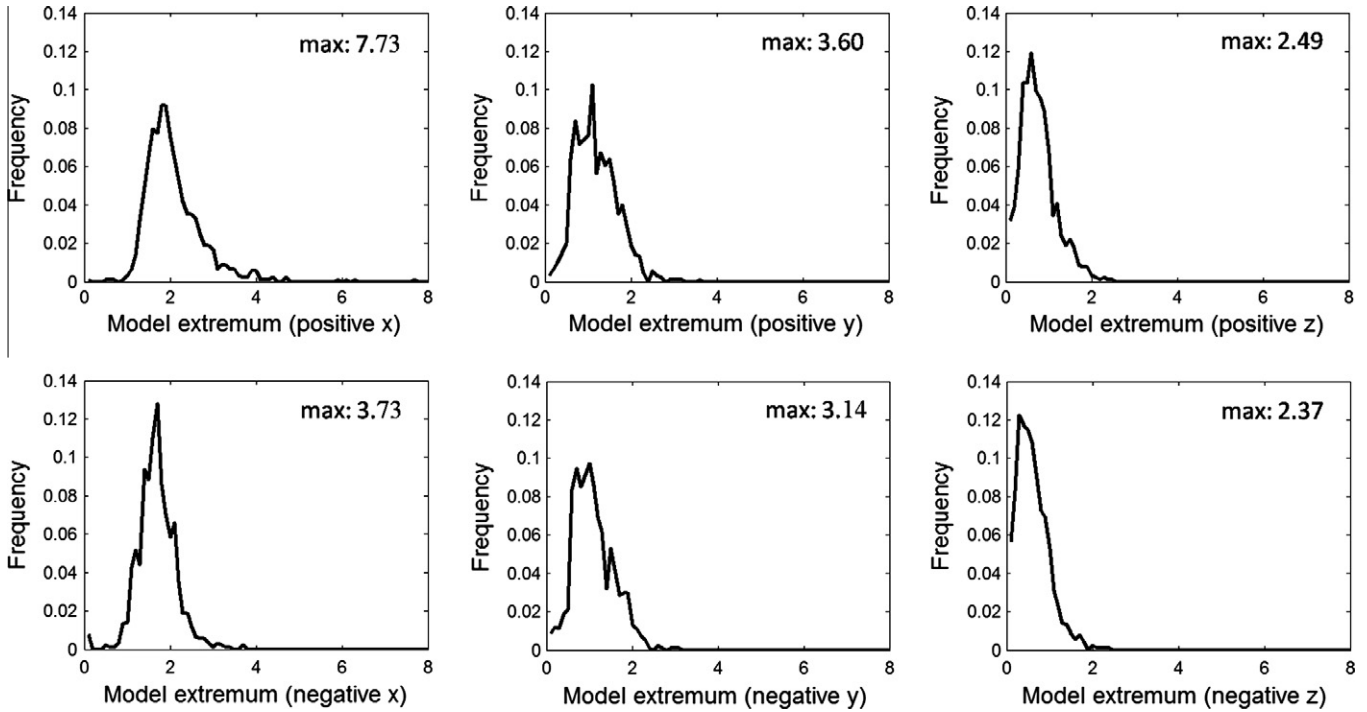 0.14
0.12
0.1
0.08
0.06
0.04
0.02
0
0 2 4 6 8
Frequency
max: 7.73
Model extremum (positive x)
0.14
0.12
0.1
0.08
0.06
0.04
0.02
0
0 2 4 6 8
Frequency
max: 3.60
Model extremum (positive y)
0.14
0.12
0.1
0.08
0.06
0.04
0.02
0
0 2 4 6 8
Frequency
max: 2.49
Model extremum (positive z)
0.14
0.12
0.1
0.08
0.06
0.04
0.02
0
0 2 4 6 8
Frequency
max: 3.73
Model extremum (negative x)
0.14
0.12
0.1
0.08
0.06
0.04
0.02
0
0 2 4 6 8
Frequency
max: 3.14
Model extremum (negative y)
0.14
0.12
0.1
0.08
0.06
0.04
0.02
0
0 2 4 6 8
Frequency
max: 2.37
Model extremum (negative z)